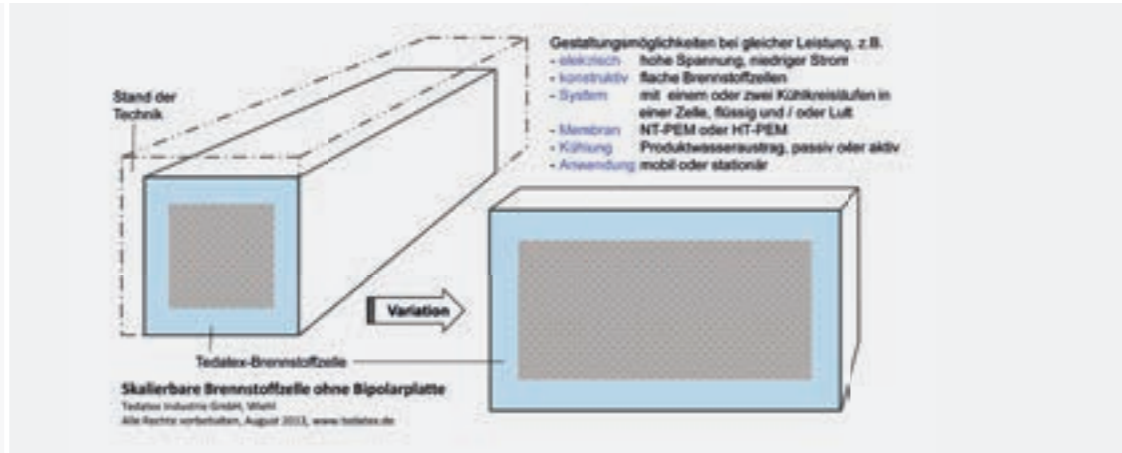 Gestaltungsmöglichkeiten bei gleicher Leistung, z.B.
- elektrisch hohe Spannung, niedriger Strom
- konstruktiv flache Brennstoffzellen
- System mit einem oder zwei Kühlkreisläufen in
einer Zelle, flüssig und / oder Luft
- Membran NT-PEM oder HT-PEM
- Kühlung Produktwasseraustrag, passiv oder aktiv
- Anwendung mobil oder stationär
Stand der
Technik
Variation
Tedatex-Brennstoffzelle
Skalierbare Brennstoffzelle ohne Bipolarplatte
Tedatex Industrie GmbH, Wiehl
Alle Rechte vorbehalten, August 2013, www.tedatex.de